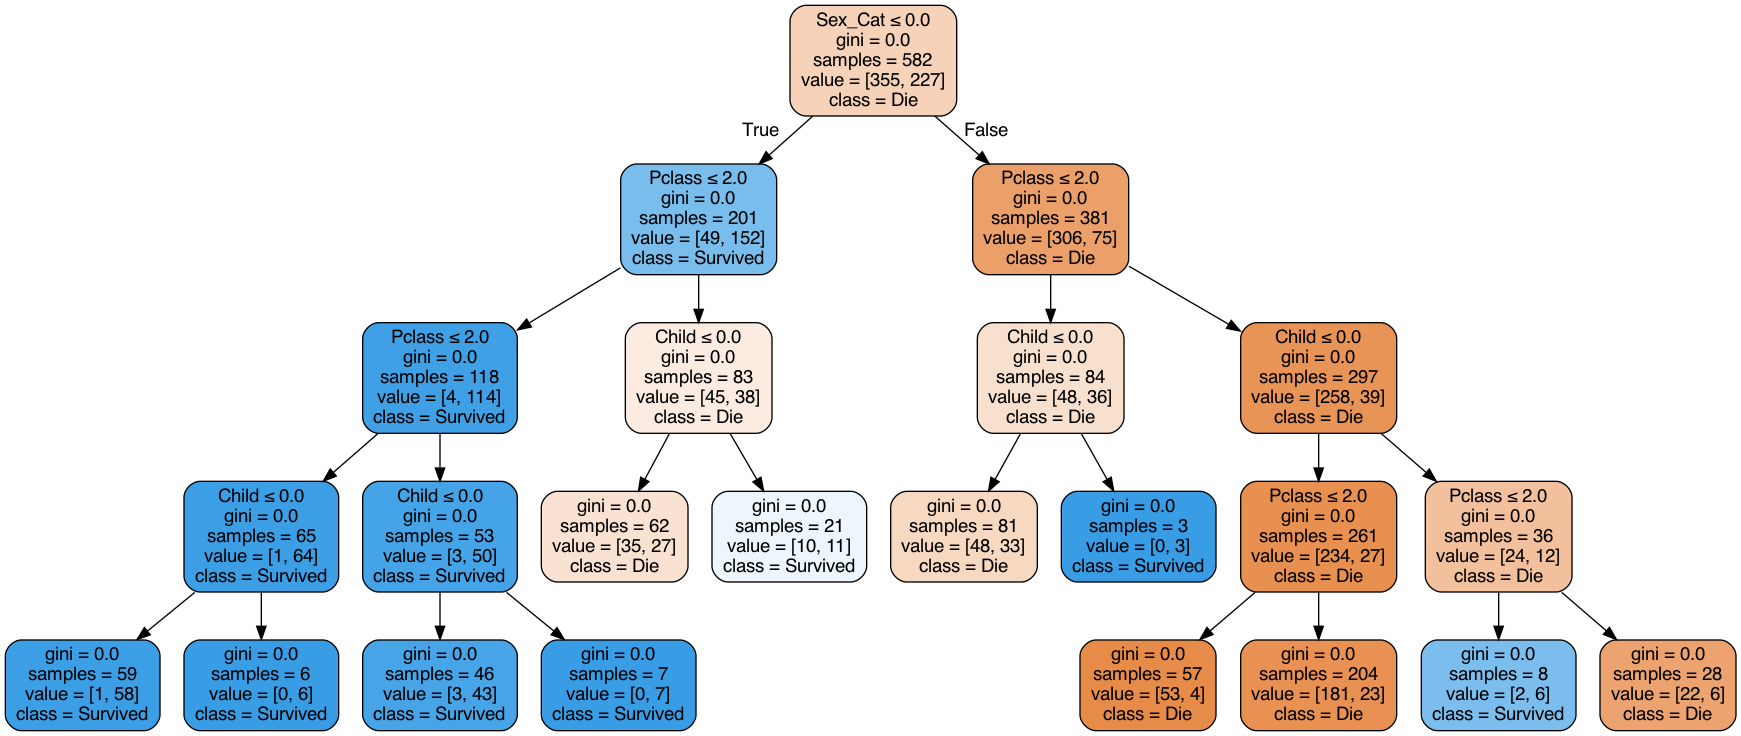 Sex_Cat ≤ 0.0
gini = 0.0
samples = 582
value = [355, 227]
class = Die
True
False
Pclass ≤ 2.0
gini = 0.0
samples = 201
value = [49, 152]
class = Survived
Pclass ≤ 2.0
gini = 0.0
samples = 381
value = [306, 75]
class = Die
Pclass ≤ 2.0
gini = 0.0
samples = 118
value = [4, 114]
class = Survived
Child ≤ 0.0
gini = 0.0
samples = 83
value = [45, 38]
class = Die
Child ≤ 0.0
gini = 0.0
samples = 84
value = [48, 36]
class = Die
Child ≤ 0.0
gini = 0.0
samples = 297
value = [258, 39]
class = Die
Child ≤ 0.0
gini = 0.0
samples = 65
value = [1, 64]
class = Survived
Child ≤ 0.0
gini = 0.0
samples = 53
value = [3, 50]
class = Survived
gini = 0.0
samples = 62
value = [35, 27]
class = Die
gini = 0.0
samples = 21
value = [10, 11]
class = Survived
gini = 0.0
samples = 81
value = [48, 33]
class = Die
gini = 0.0
samples = 3
value = [0, 3]
class = Survived
Pclass ≤ 2.0
gini = 0.0
samples = 261
value = [234, 27]
class = Die
Pclass ≤ 2.0
gini = 0.0
samples = 36
value = [24, 12]
class = Die
gini = 0.0
samples = 59
value = [1, 58]
class = Survived
gini = 0.0
samples = 6
value = [0, 6]
class = Survived
gini = 0.0
samples = 46
value = [3, 43]
class = Survived
gini = 0.0
samples = 7
value = [0, 7]
class = Survived
gini = 0.0
samples = 57
value = [53, 4]
class = Die
gini = 0.0
samples = 204
value = [181, 23]
class = Die
gini = 0.0
samples = 8
value = [2, 6]
class = Survived
gini = 0.0
samples = 28
value = [22, 6]
class = Die